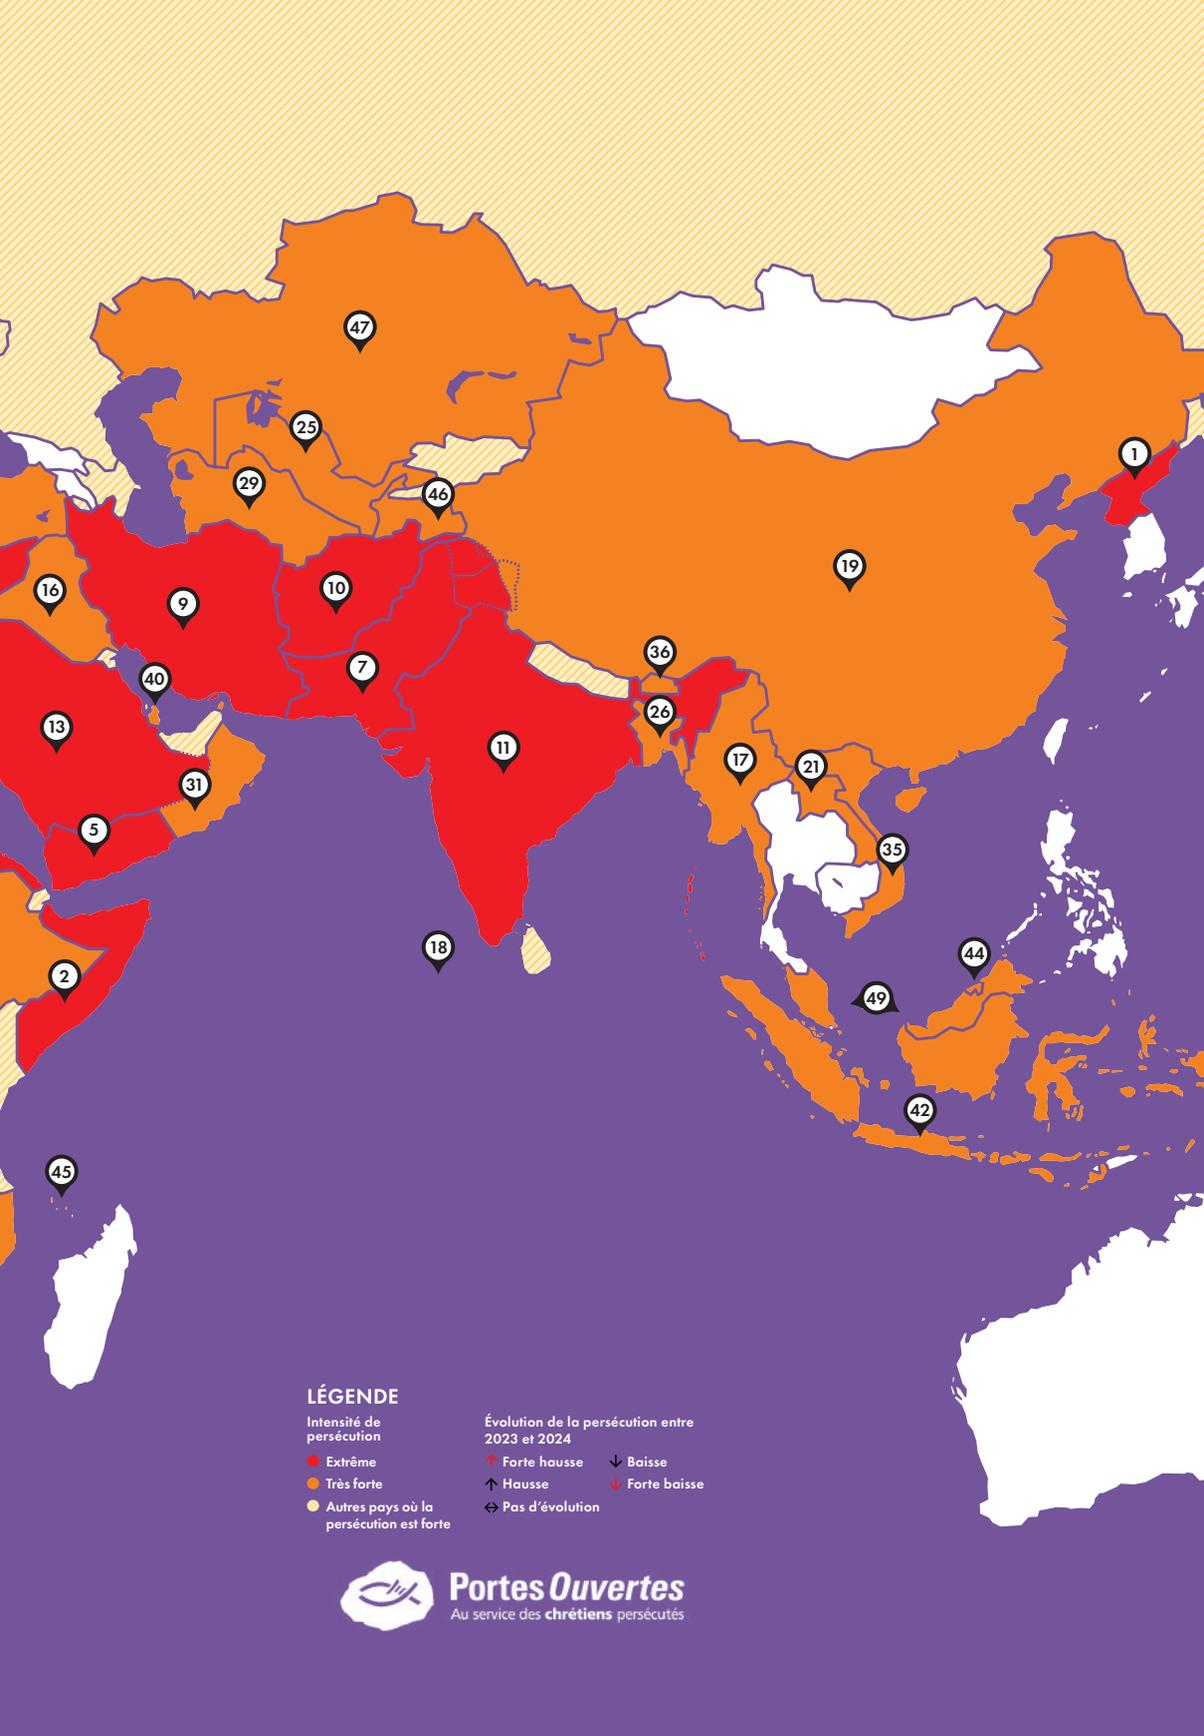 47
25
1
29
46
19
10
16
9
36
7
40
26
13
11
17
21
31
5
35
18
44
2
49
42
45
LÉGENDE
Intensité de
persécution
Extrême
Très forte
Autres pays où la
persécution est forte
Évolution de la persécution entre
2023 et 2024
Forte hausse
Baisse
Hausse
Forte baisse
Pas d'évolution
Portes Ouvertes
Au service des chrétiens persécutés